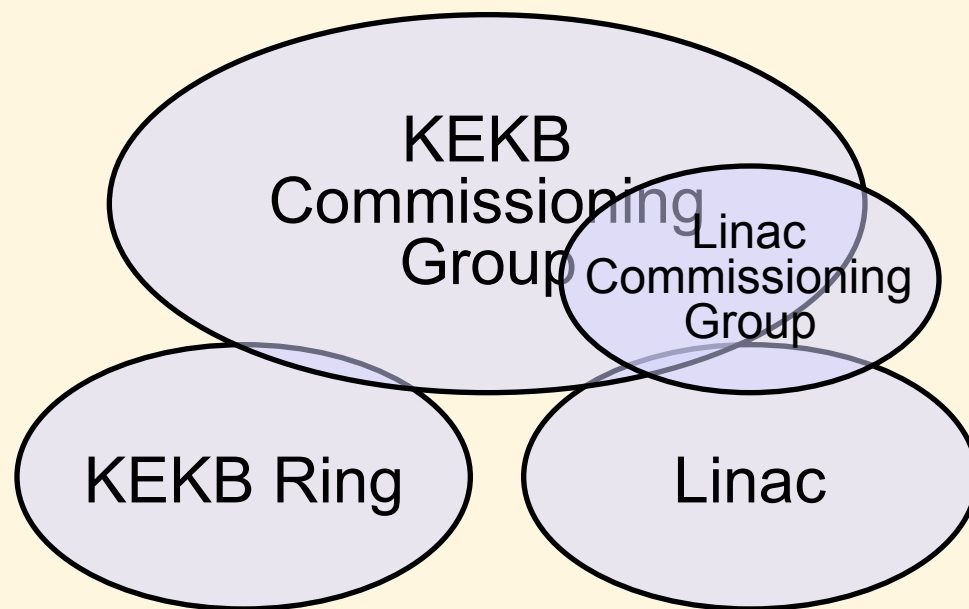 KEKB
Commissioning
Group
Linac
Commissioning
Group
KEKB Ring
Linac